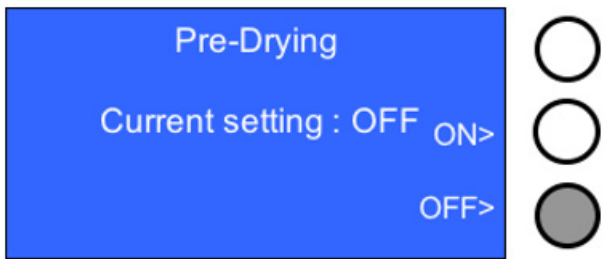 Pre-Drying
Current setting : OFF ON>
OFF>